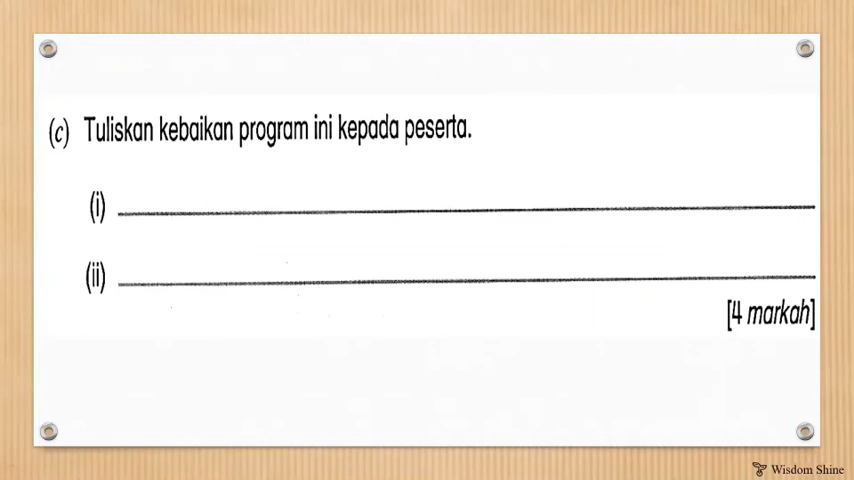 (c) Tuliskan kebaikan program ini kepada peserta.
(i)
(ii)
[4 markah]
Wisdom Shine